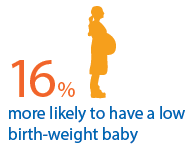 16%
more likely to have a low
birth-weight baby